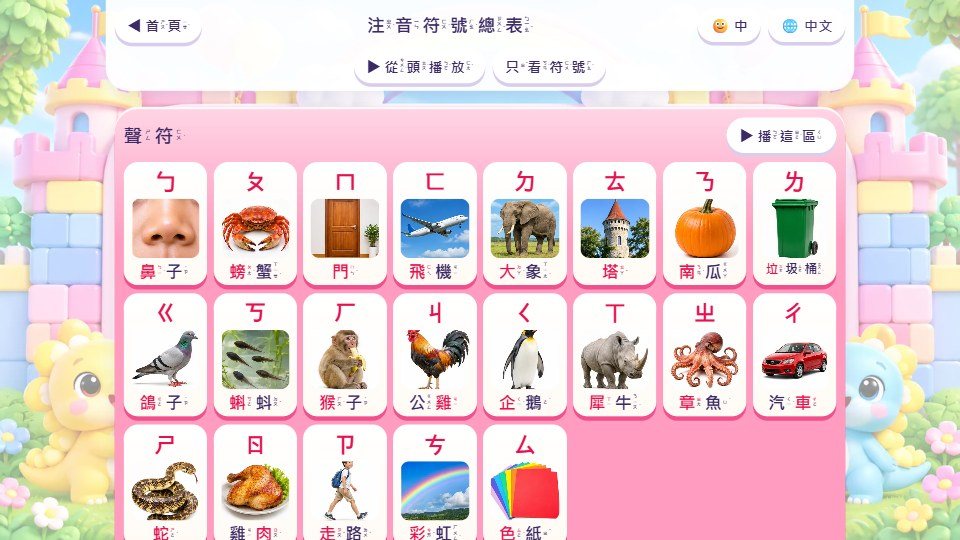 ◀ 首頁
注音符號總表
中
中文
▶ 從頭播放
只看符號
聲符
▶ 播這區
ㄅ ㄆ ㄇ ㄈ ㄉ ㄊ ㄋ ㄌ
鼻子 螃蟹 門 飛機 大象 塔 南瓜 垃圾桶
ㄍ ㄎ ㄏ ㄐ ㄑ ㄒ ㄓ ㄔ
鴿子 蝌蚪 猴子 公雞 企鵝 犀牛 章魚 汽車
ㄕ ㄖ ㄗ ㄘ ㄙ
蛇 雞肉 走路 彩虹 色紙